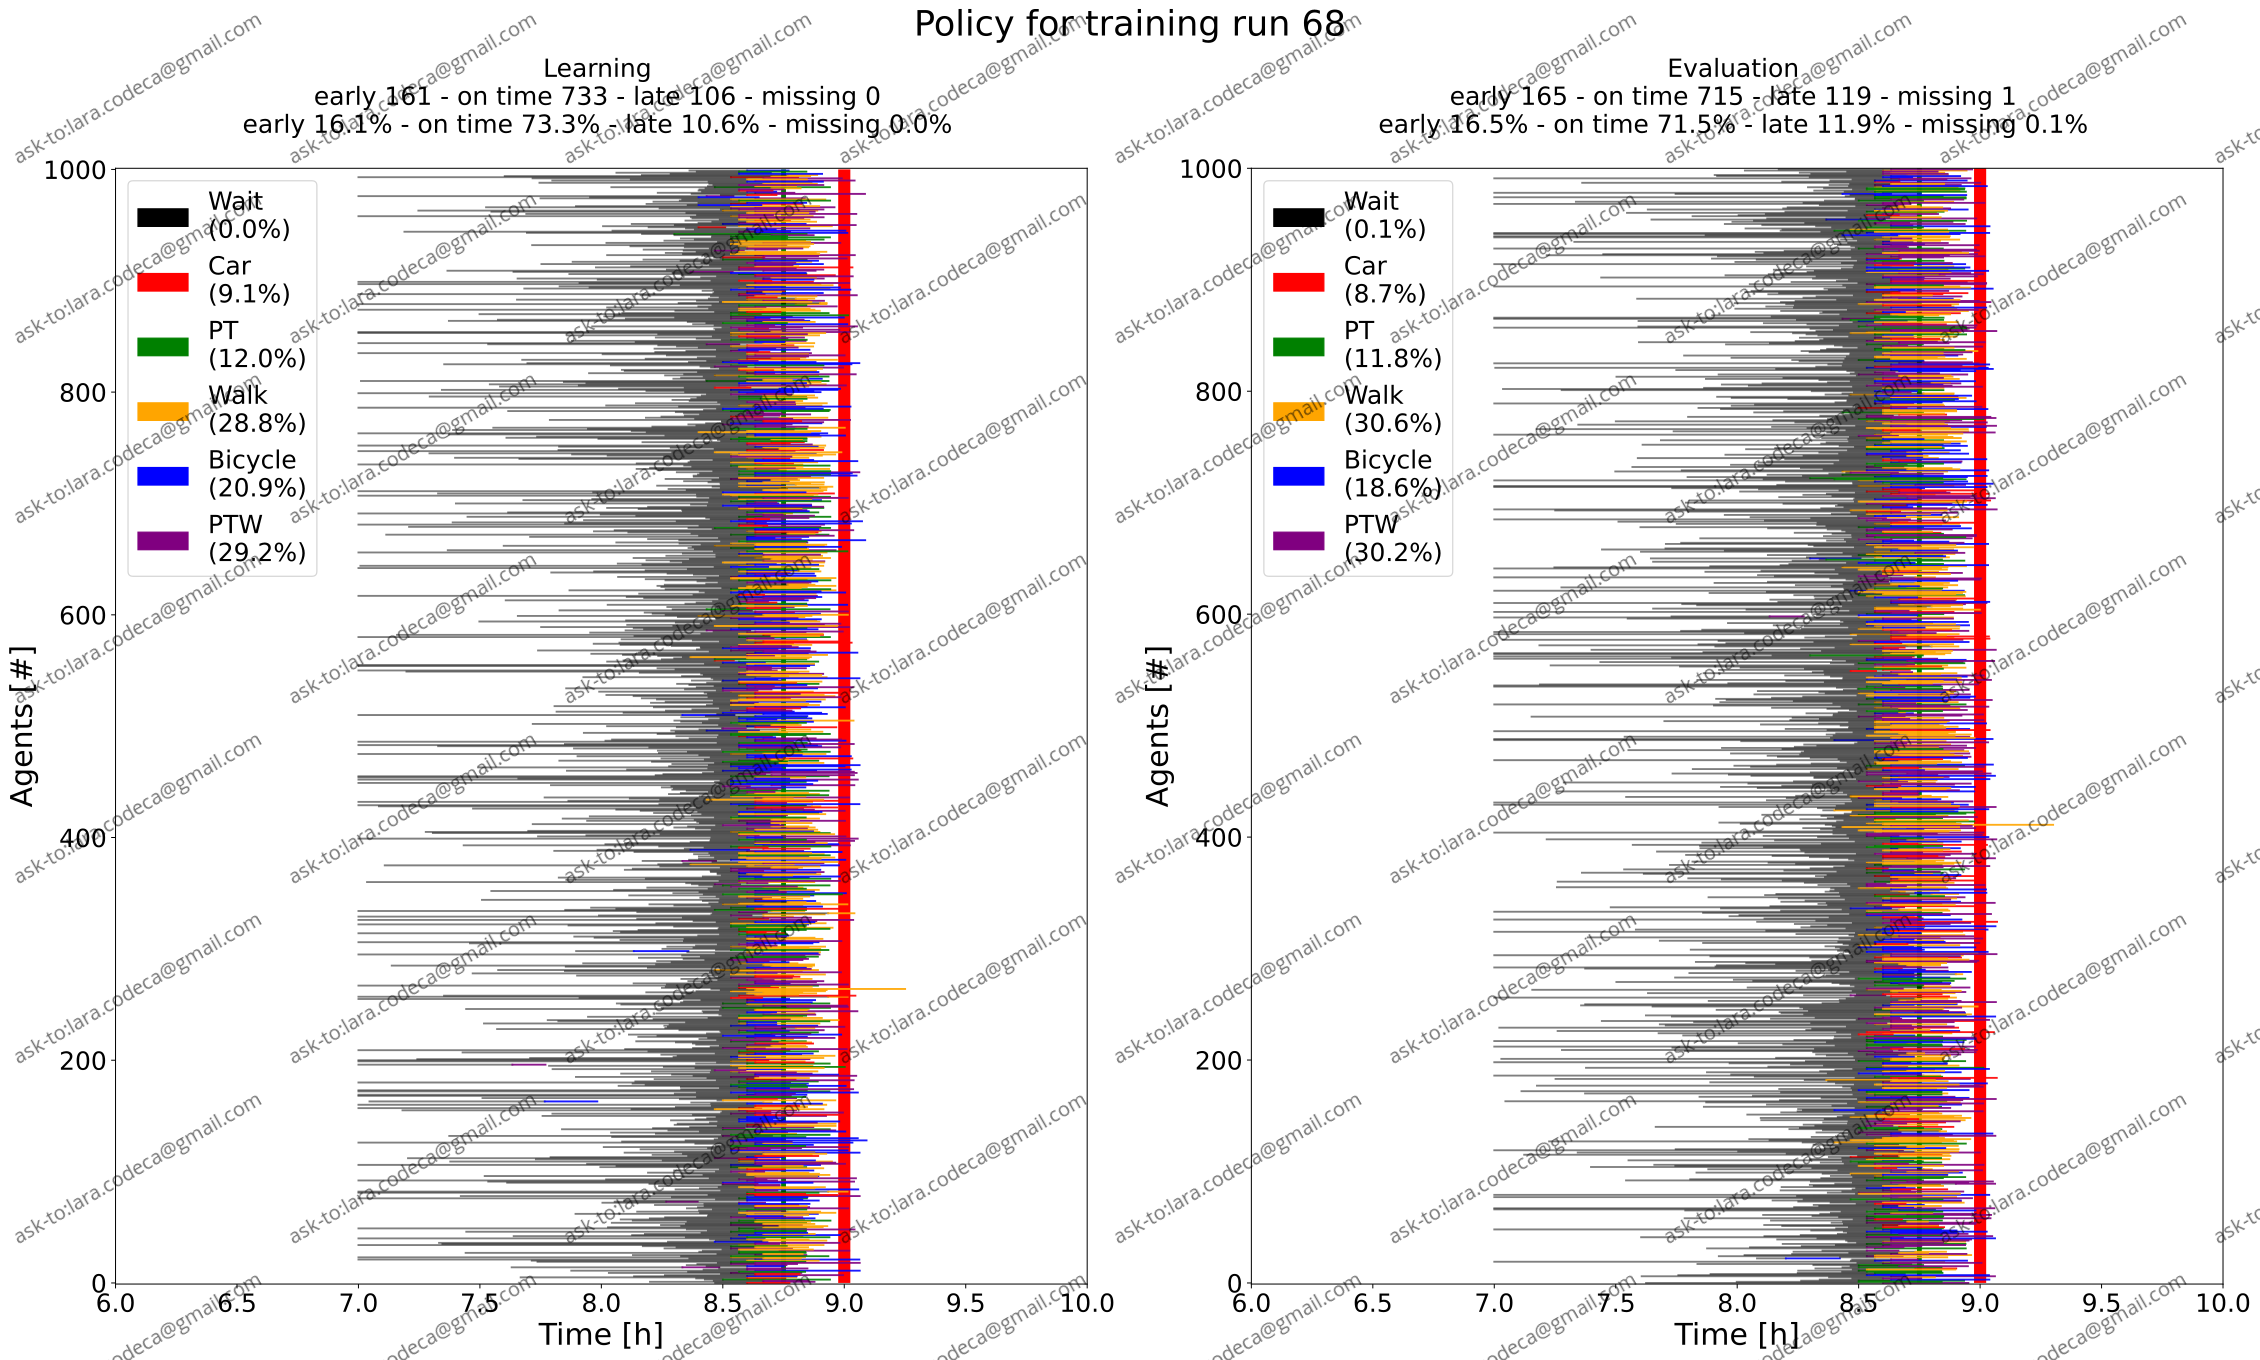 Policy for training run 68
Learning
early 161 - on time 733 - late 106 - missing 0
early 16.1% - on time 73.3% - late 10.6% - missing 0.0%
Evaluation
early 165 - on time 715 - late 119 - missing 1
early 16.5% - on time 71.5% - late 11.9% - missing 0.1%
Agents [#]
1000
800
600
400
200
0
Wait
(0.0%)
Car
(9.1%)
PT
(12.0%)
Walk
(28.8%)
Bicycle
(20.9%)
PTW
(29.2%)
6.0 6.5 7.0 7.5 8.0 8.5 9.0 9.5 10.0
Time [h]
Agents [#]
1000
800
600
400
200
0
Wait
(0.1%)
Car
(8.7%)
PT
(11.8%)
Walk
(30.6%)
Bicycle
(18.6%)
PTW
(30.2%)
6.0 6.5 7.0 7.5 8.0 8.5 9.0 9.5 10.0
Time [h]
ask-to:lara.codeca@gmail.com